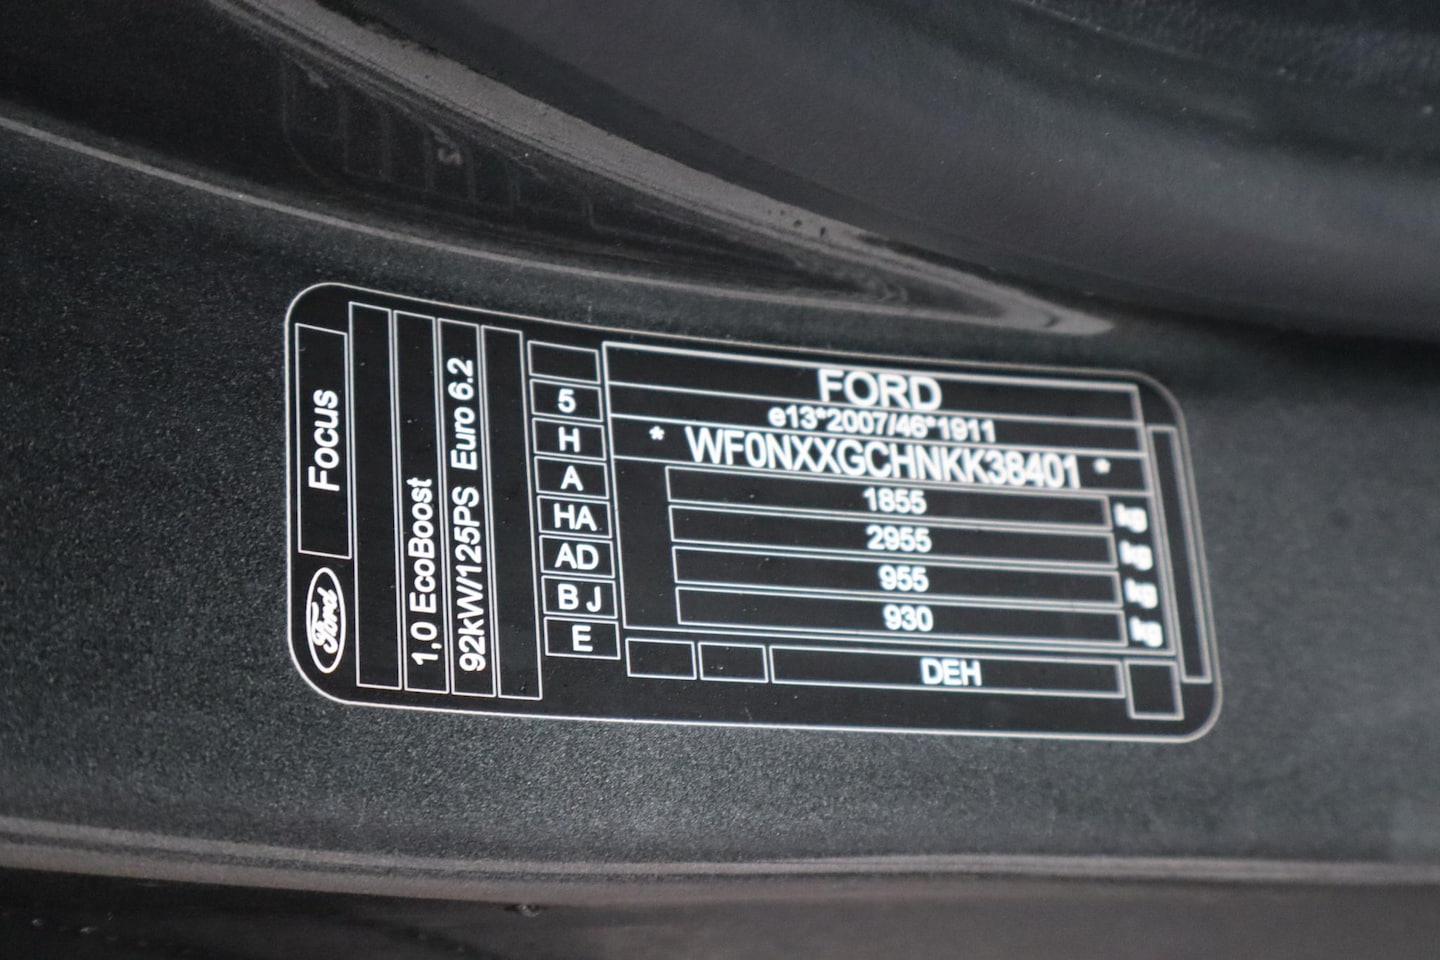 Ford
Focus
1,0 EcoBoost
92kW/125PS Euro 6.2
5
H
A
HA
AD
B J
E
FORD
e13*2007/46*1911
* WF0NXXGCHNKK38401 *
1855 kg
2955 kg
955 kg
930 kg
DEH